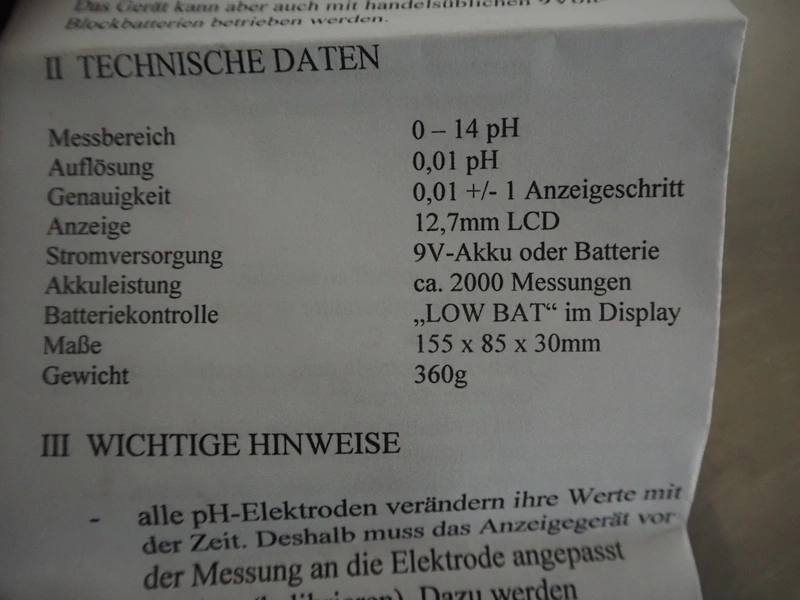 Das Gerät kann aber auch mit handelsüblichen 9 Volt-
Blockbatterien betrieben werden.
II TECHNISCHE DATEN
Messbereich 0 – 14 pH
Auflösung 0,01 pH
Genauigkeit 0,01 +/- 1 Anzeigeschritt
Anzeige 12,7mm LCD
Stromversorgung 9V-Akku oder Batterie
Akkuleistung ca. 2000 Messungen
Batteriekontrolle „LOW BAT“ im Display
Maße 155 x 85 x 30mm
Gewicht 360g
III WICHTIGE HINWEISE
- alle pH-Elektroden verändern ihre Werte mit
der Zeit. Deshalb muss das Anzeigegerät vor
der Messung an die Elektrode angepasst
Dazu werden